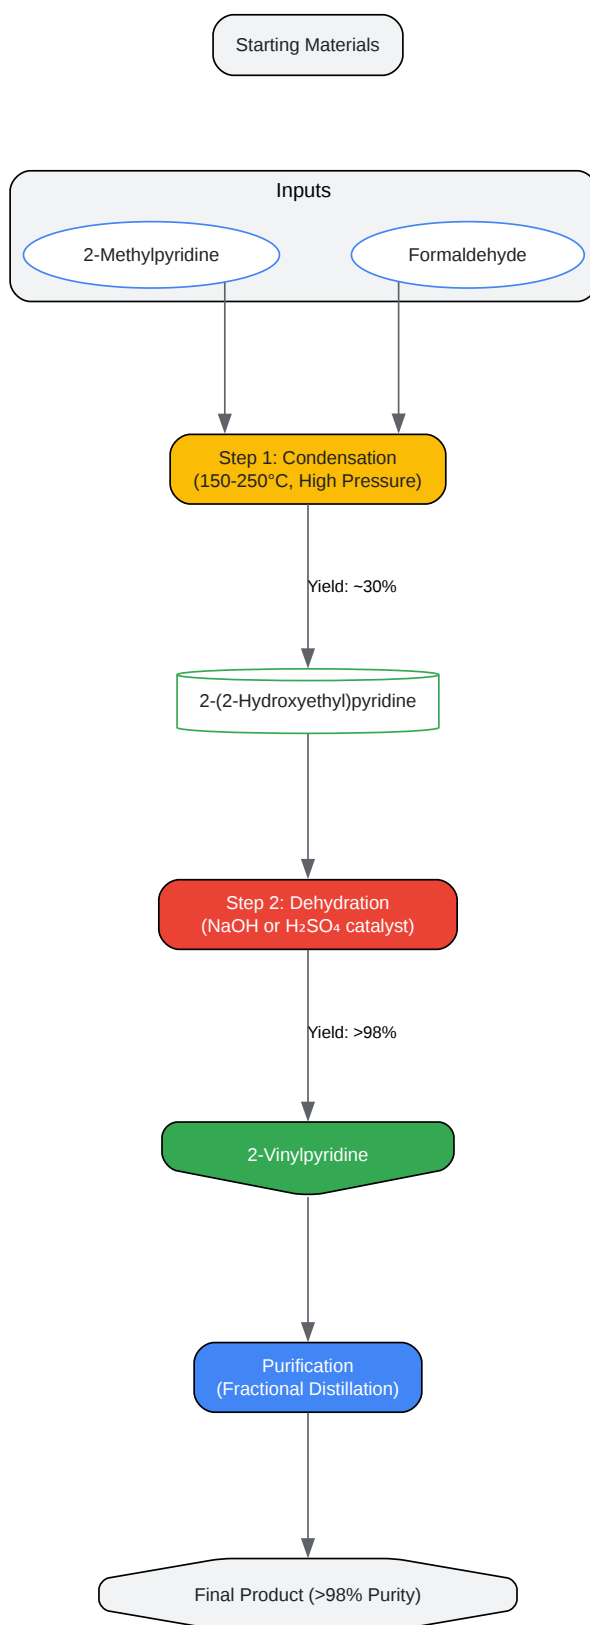 Starting Materials
Inputs
2-Methylpyridine
Formaldehyde
Step 1: Condensation
(150-250°C, High Pressure)
Yield: ~30%
2-(2-Hydroxyethyl)pyridine
Step 2: Dehydration
(NaOH or H₂SO₄ catalyst)
Yield: >98%
2-Vinylpyridine
Purification
(Fractional Distillation)
Final Product (>98% Purity)